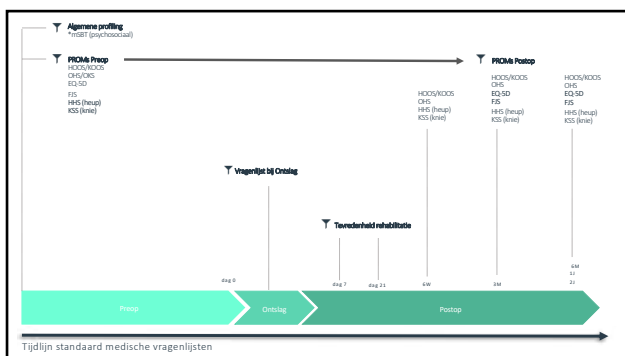 Algemene profiling
*mSBT (psychosociaal)
PROMs Preop
HOOS/KOOS
OHS/OKS
EQ-5D
FJS
HHS (heup)
KSS (knie)
PROMs Postop
HOOS/KOOS
OHS
HHS (heup)
KSS (knie)
HOOS/KOOS
OHS
EQ-5D
FJS
HHS (heup)
KSS (knie)
HOOS/KOOS
OHS
EQ-5D
FJS
HHS (heup)
KSS (knie)
Vragenlijst bij Ontslag
Tevredenheid rehabilitatie
dag 0
dag 7
dag 21
6W
3M
6M
1J
2J
Preop
Ontslag
Postop
Tijdlijn standaard medische vragenlijsten